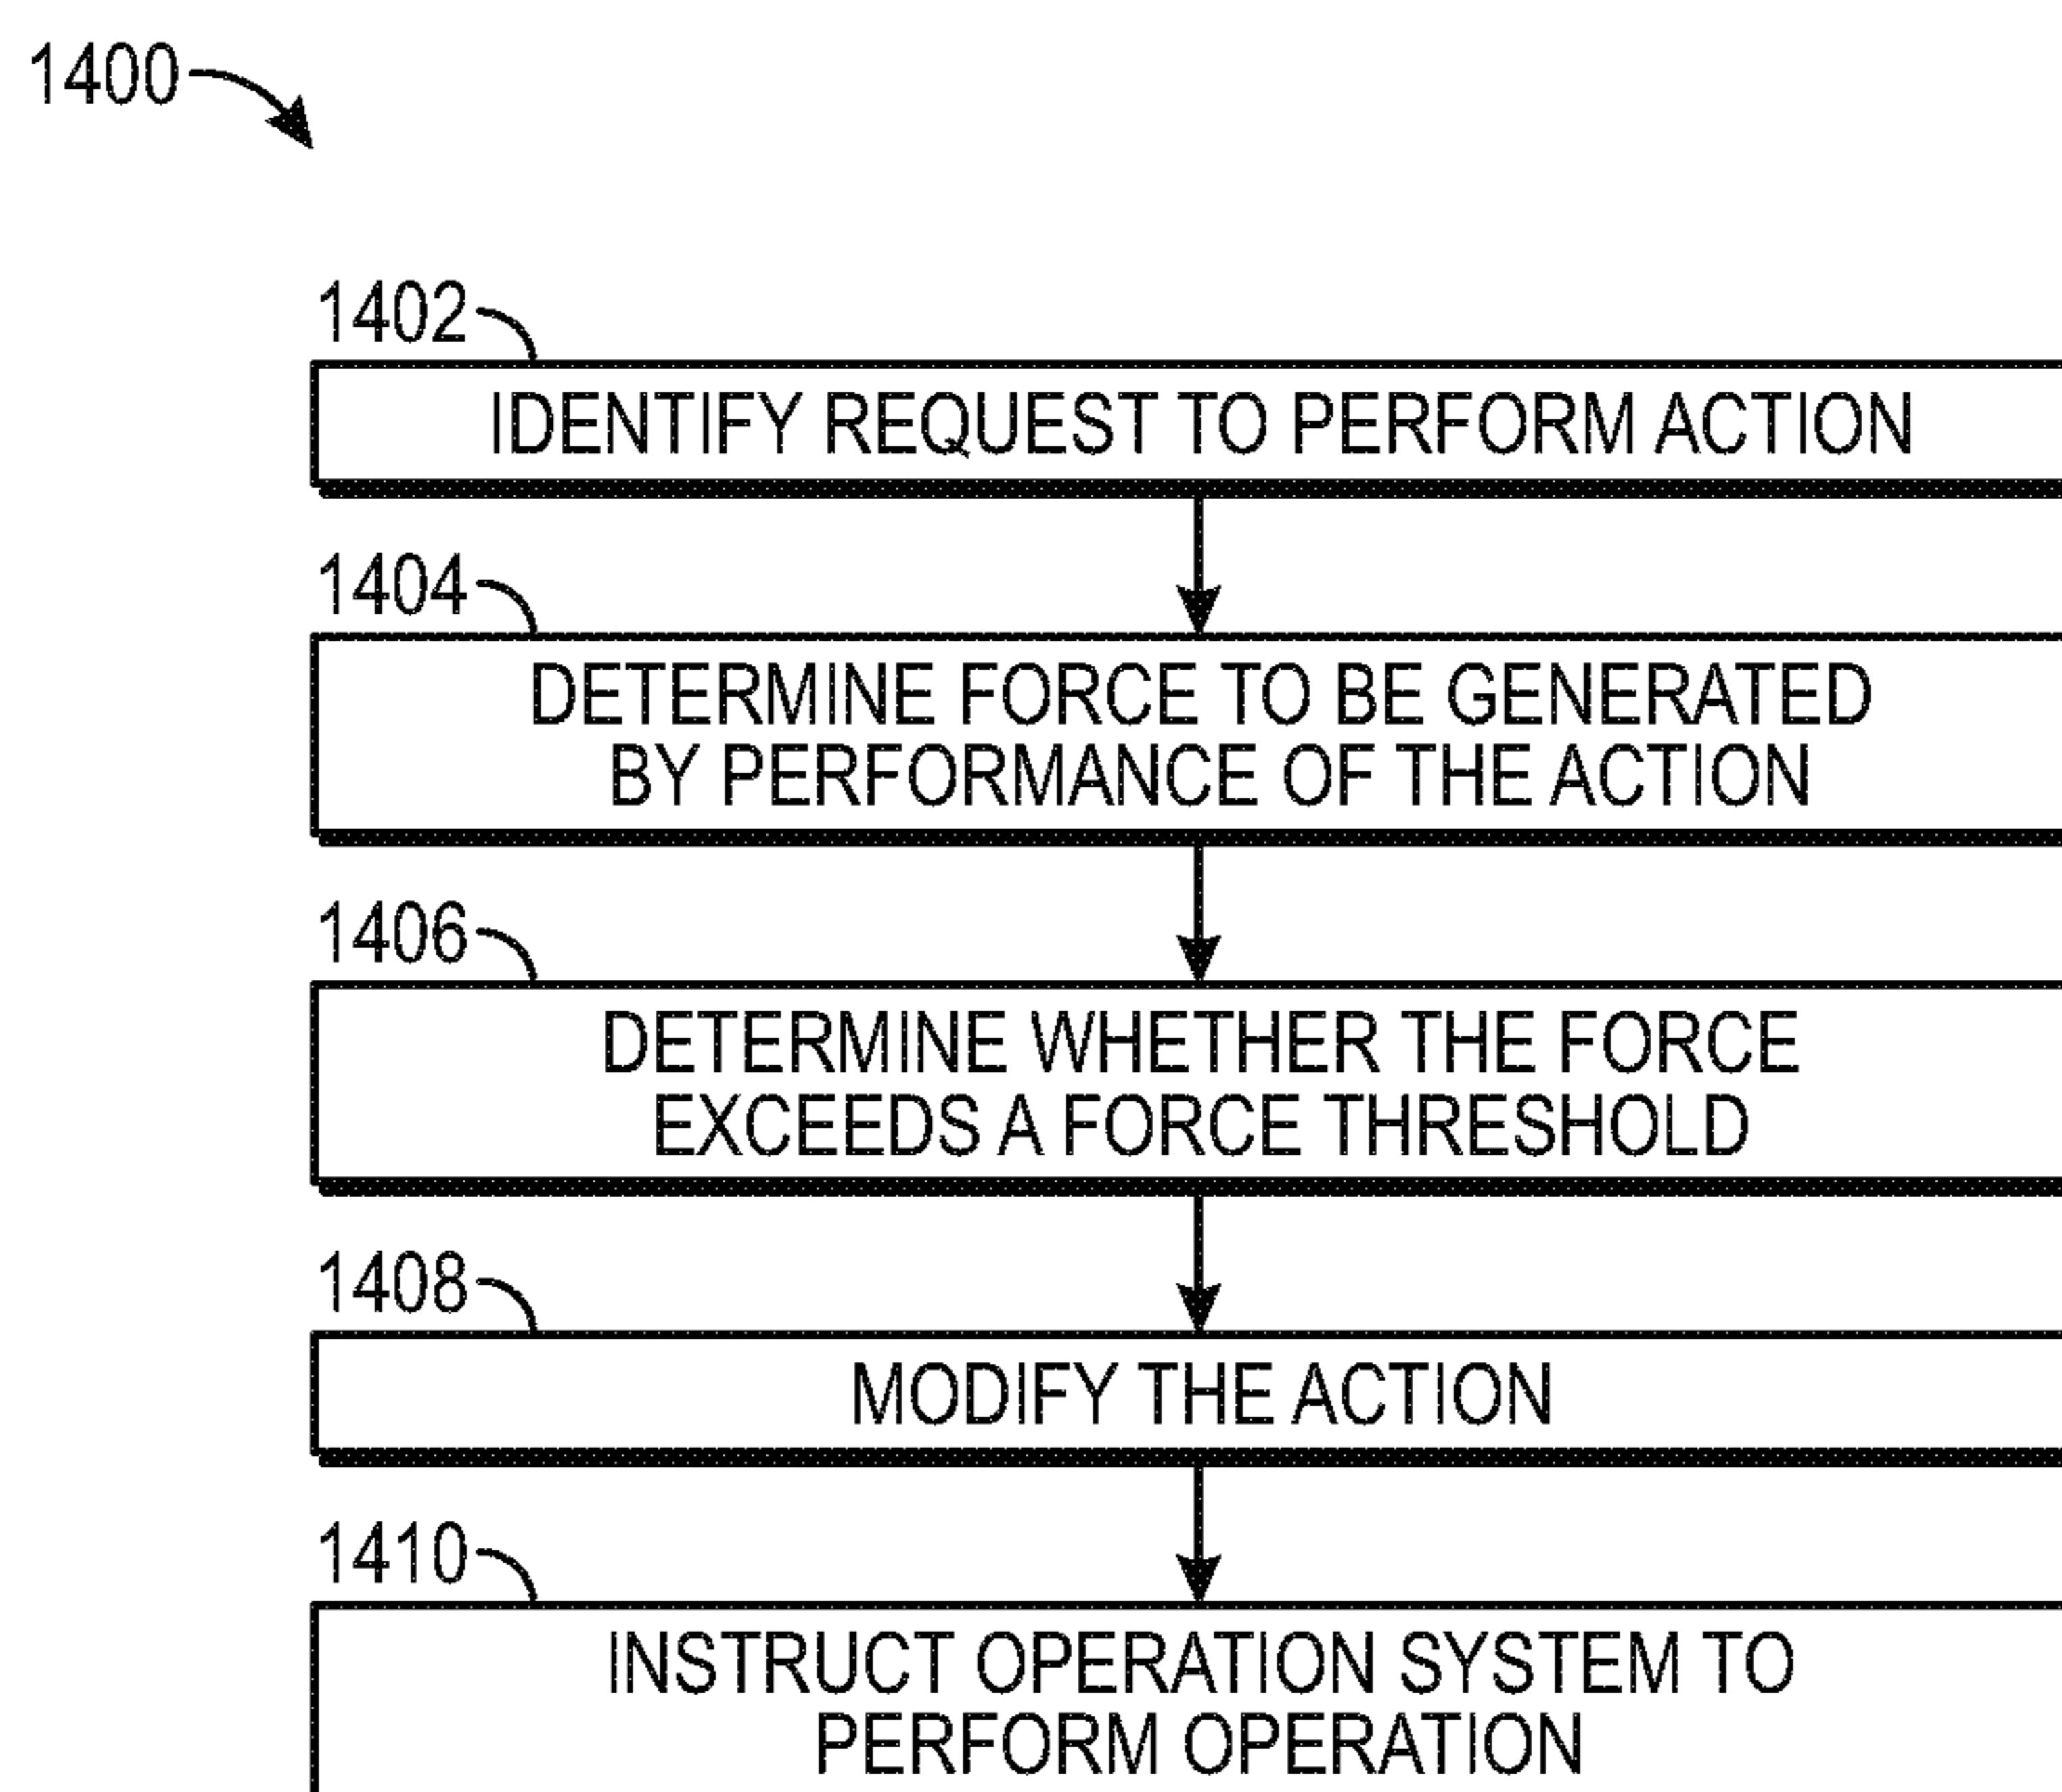 1400
1402
IDENTIFY REQUEST TO PERFORM ACTION
1404
DETERMINE FORCE TO BE GENERATED
BY PERFORMANCE OF THE ACTION
1406
DETERMINE WHETHER THE FORCE
EXCEEDS A FORCE THRESHOLD
1408
MODIFY THE ACTION
1410
INSTRUCT OPERATION SYSTEM TO
PERFORM OPERATION